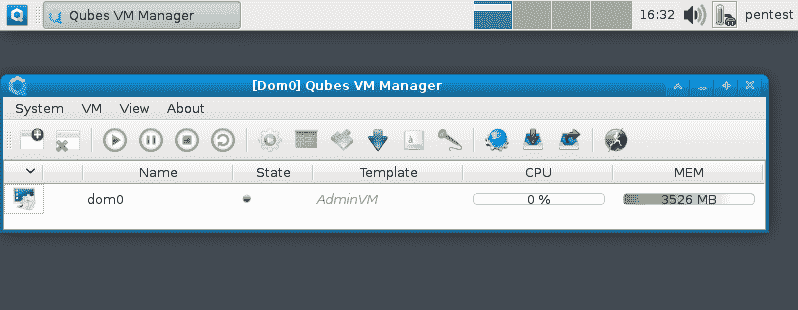 Qubes VM Manager 16:32 pentest
[Dom0] Qubes VM Manager
System VM View About
Name State Template CPU MEM
dom0 AdminVM 0 % 3526 MB